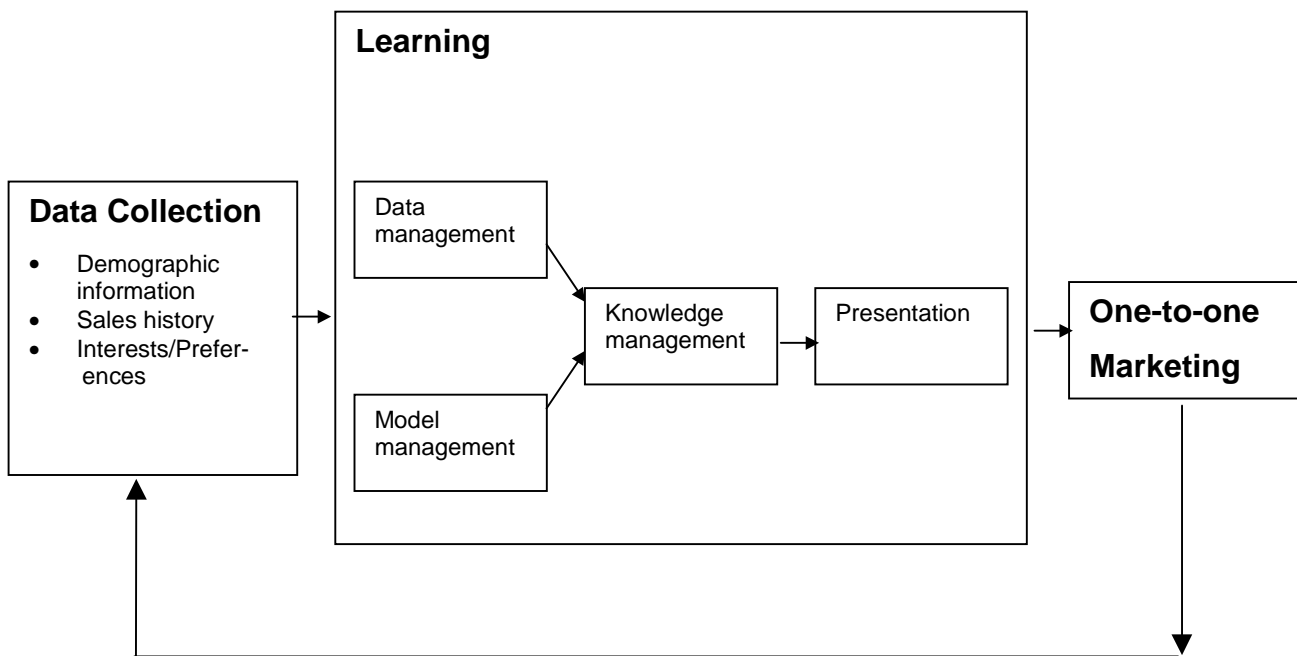 Learning
Data Collection
• Demographic
information
• Sales history
• Interests/Prefer-
ences
Data
management
Model
management
Knowledge
management
Presentation
One-to-one
Marketing